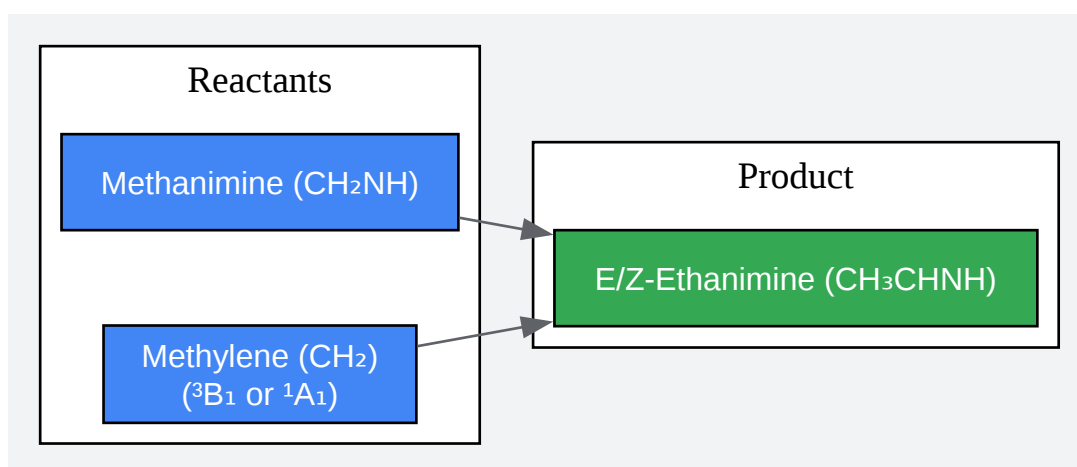 Reactants
Methanimine (CH₂NH)
Methylene (CH₂)
(³B₁ or ¹A₁)
Product
E/Z-Ethanimine (CH₃CHNH)